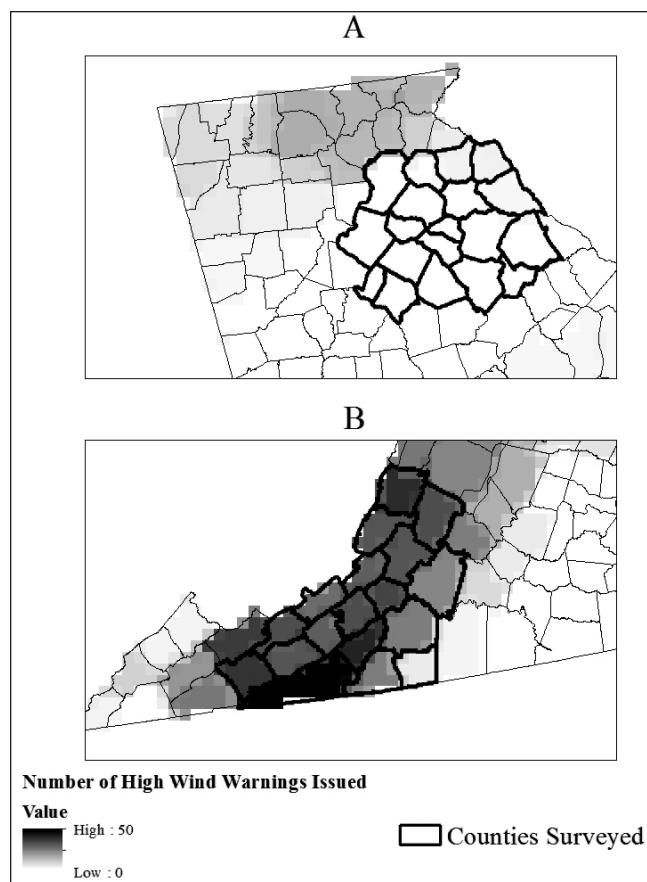 A
B
Number of High Wind Warnings Issued
Value
High : 50
Low : 0
Counties Surveyed